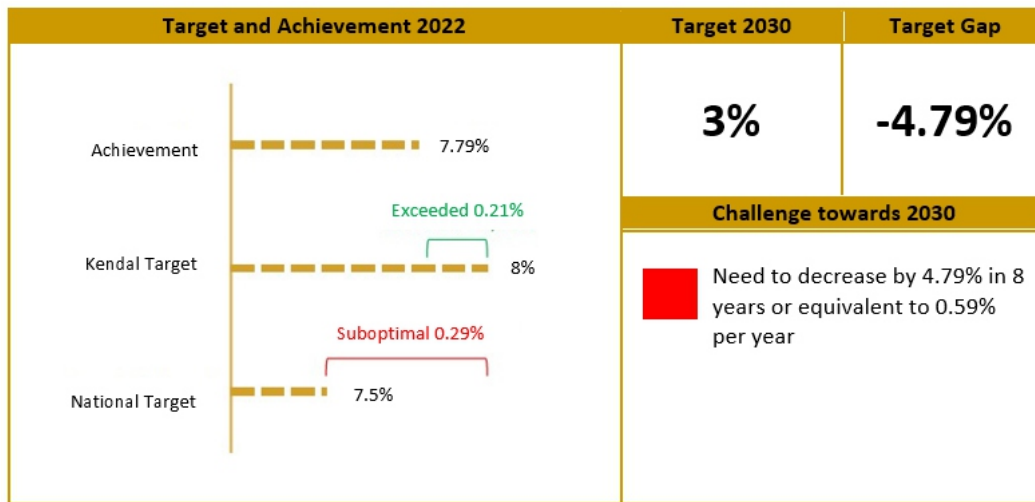 Target and Achievement 2022
Target 2030
Target Gap
Achievement
7.79%
Exceeded 0.21%
Kendal Target
8%
Suboptimal 0.29%
National Target
7.5%
3%
-4.79%
Challenge towards 2030
Need to decrease by 4.79% in 8
years or equivalent to 0.59%
per year